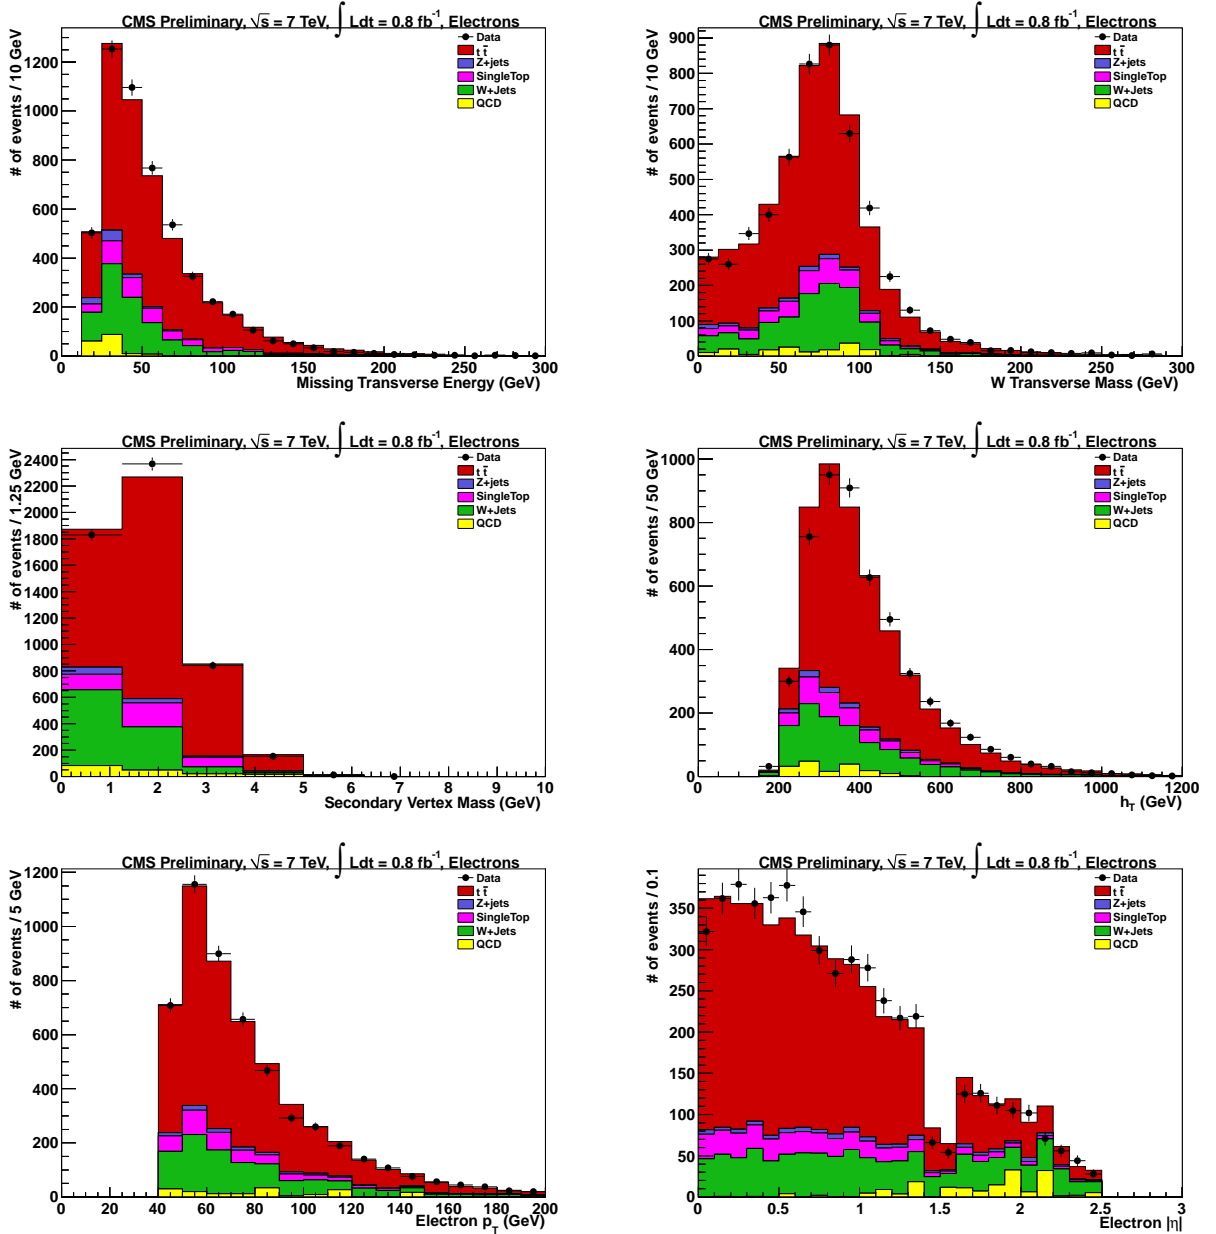 CMS Preliminary, √s = 7 TeV, ∫ Ldt = 0.8 fb⁻¹, Electrons
# of events / 10 GeV
1200
1000
800
600
400
200
0
Data
t t̄
Z+jets
SingleTop
W+Jets
QCD
0 50 100 150 200 250 300
Missing Transverse Energy (GeV)
CMS Preliminary, √s = 7 TeV, ∫ Ldt = 0.8 fb⁻¹, Electrons
# of events / 10 GeV
900
800
700
600
500
400
300
200
100
0
Data
t t̄
Z+jets
SingleTop
W+Jets
QCD
0 50 100 150 200 250 300
W Transverse Mass (GeV)
CMS Preliminary, √s = 7 TeV, ∫ Ldt = 0.8 fb⁻¹, Electrons
# of events / 1.25 GeV
2400
2200
2000
1800
1600
1400
1200
1000
800
600
400
200
0
Data
t t̄
Z+jets
SingleTop
W+Jets
QCD
0 1 2 3 4 5 6 7 8 9 10
Secondary Vertex Mass (GeV)
CMS Preliminary, √s = 7 TeV, ∫ Ldt = 0.8 fb⁻¹, Electrons
# of events / 50 GeV
1000
800
600
400
200
0
Data
t t̄
Z+jets
SingleTop
W+Jets
QCD
0 200 400 600 800 1000 1200
h_T (GeV)
CMS Preliminary, √s = 7 TeV, ∫ Ldt = 0.8 fb⁻¹, Electrons
# of events / 5 GeV
1200
1000
800
600
400
200
0
Data
t t̄
Z+jets
SingleTop
W+Jets
QCD
0 20 40 60 80 100 120 140 160 180 200
Electron p_T (GeV)
CMS Preliminary, √s = 7 TeV, ∫ Ldt = 0.8 fb⁻¹, Electrons
# of events / 0.1
350
300
250
200
150
100
50
0
Data
t t̄
Z+jets
SingleTop
W+Jets
QCD
0 0.5 1 1.5 2 2.5 3
Electron |η|